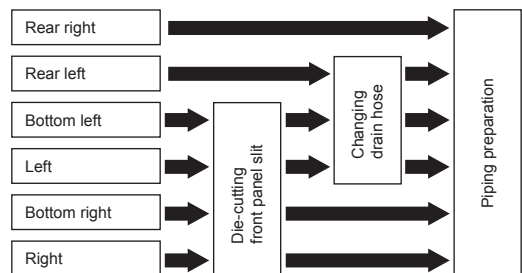 Rear right
Rear left
Bottom left
Left
Bottom right
Right
Die-cutting
front panel slit
Changing
drain hose
Piping preparation